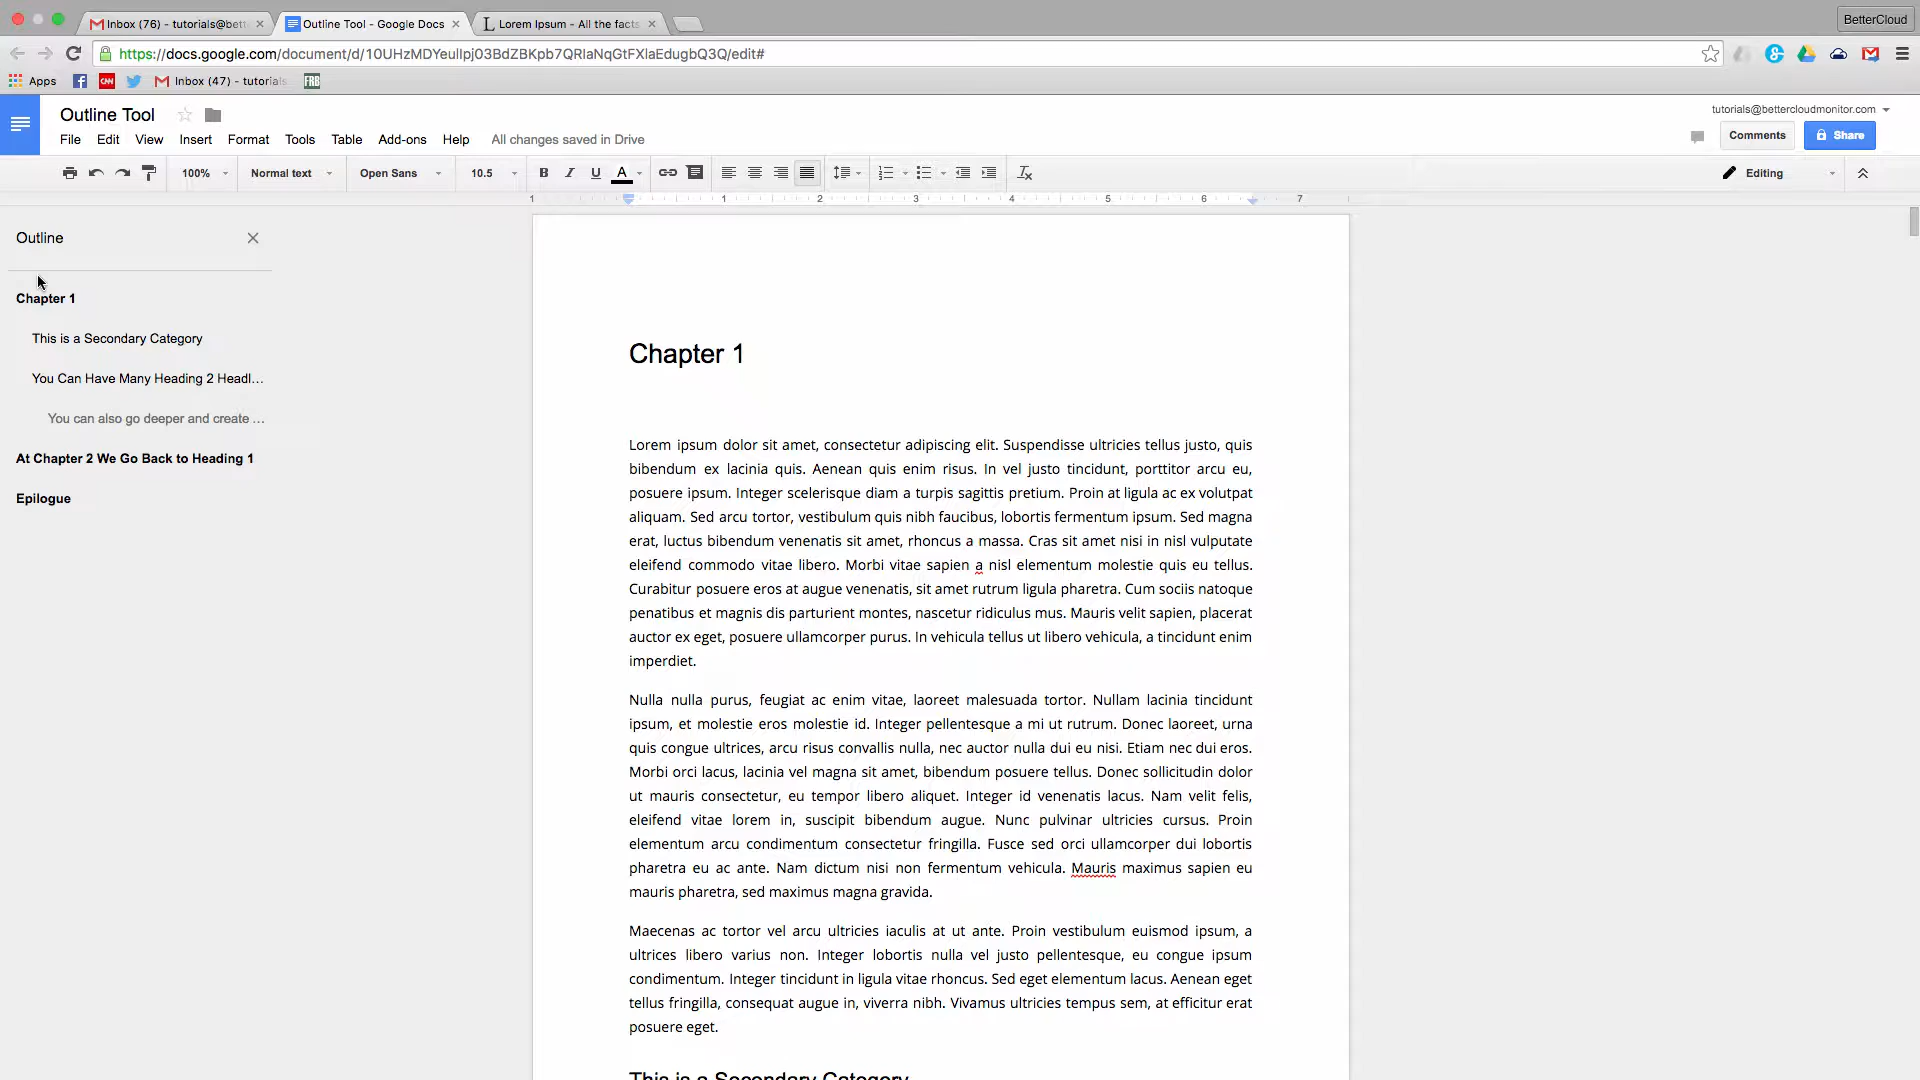 Inbox (76) - tutorials@bett
Outline Tool - Google Docs
Lorem Ipsum - All the facts
BetterCloud
https://docs.google.com/document/d/10UHzMDYeulIpj03BdZBKpb7QRIaNqGtFXlaEdugbQ3Q/edit#
Apps
CNN
Inbox (47) - tutorials
FRB
Outline Tool
tutorials@bettercloudmonitor.com
File Edit View Insert Format Tools Table Add-ons Help All changes saved in Drive
Comments
Share
100% Normal text Open Sans 10.5 B I U A Editing
1 1 2 3 4 5 6 7
Outline
Chapter 1
This is a Secondary Category
You Can Have Many Heading 2 Headl...
You can also go deeper and create ...
At Chapter 2 We Go Back to Heading 1
Epilogue
Chapter 1
Lorem ipsum dolor sit amet, consectetur adipiscing elit. Suspendisse ultricies tellus justo, quis
bibendum ex lacinia quis. Aenean quis enim risus. In vel justo tincidunt, porttitor arcu eu,
posuere ipsum. Integer scelerisque diam a turpis sagittis pretium. Proin at ligula ac ex volutpat
aliquam. Sed arcu tortor, vestibulum quis nibh faucibus, lobortis fermentum ipsum. Sed magna
erat, luctus bibendum venenatis sit amet, rhoncus a massa. Cras sit amet nisi in nisl vulputate
eleifend commodo vitae libero. Morbi vitae sapien a nisl elementum molestie quis eu tellus.
Curabitur posuere eros at augue venenatis, sit amet rutrum ligula pharetra. Cum sociis natoque
penatibus et magnis dis parturient montes, nascetur ridiculus mus. Mauris velit sapien, placerat
auctor ex eget, posuere ullamcorper purus. In vehicula tellus ut libero vehicula, a tincidunt enim
imperdiet.
Nulla nulla purus, feugiat ac enim vitae, laoreet malesuada tortor. Nullam lacinia tincidunt
ipsum, et molestie eros molestie id. Integer pellentesque a mi ut rutrum. Donec laoreet, urna
quis congue ultrices, arcu risus convallis nulla, nec auctor nulla dui eu nisi. Etiam nec dui eros.
Morbi orci lacus, lacinia vel magna sit amet, bibendum posuere tellus. Donec sollicitudin dolor
ut mauris consectetur, eu tempor libero aliquet. Integer id venenatis lacus. Nam velit felis,
eleifend vitae lorem in, suscipit bibendum augue. Nunc pulvinar ultricies cursus. Proin
elementum arcu condimentum consectetur fringilla. Fusce sed orci ullamcorper dui lobortis
pharetra eu ac ante. Nam dictum nisi non fermentum vehicula. Mauris maximus sapien eu
mauris pharetra, sed maximus magna gravida.
Maecenas ac tortor vel arcu ultricies iaculis at ut ante. Proin vestibulum euismod ipsum, a
ultrices libero varius non. Integer lobortis nulla vel justo pellentesque, eu congue ipsum
condimentum. Integer tincidunt in ligula vitae rhoncus. Sed eget elementum lacus. Aenean eget
tellus fringilla, consequat augue in, viverra nibh. Vivamus ultricies tempus sem, at efficitur erat
posuere eget.
This is a Secondary Category